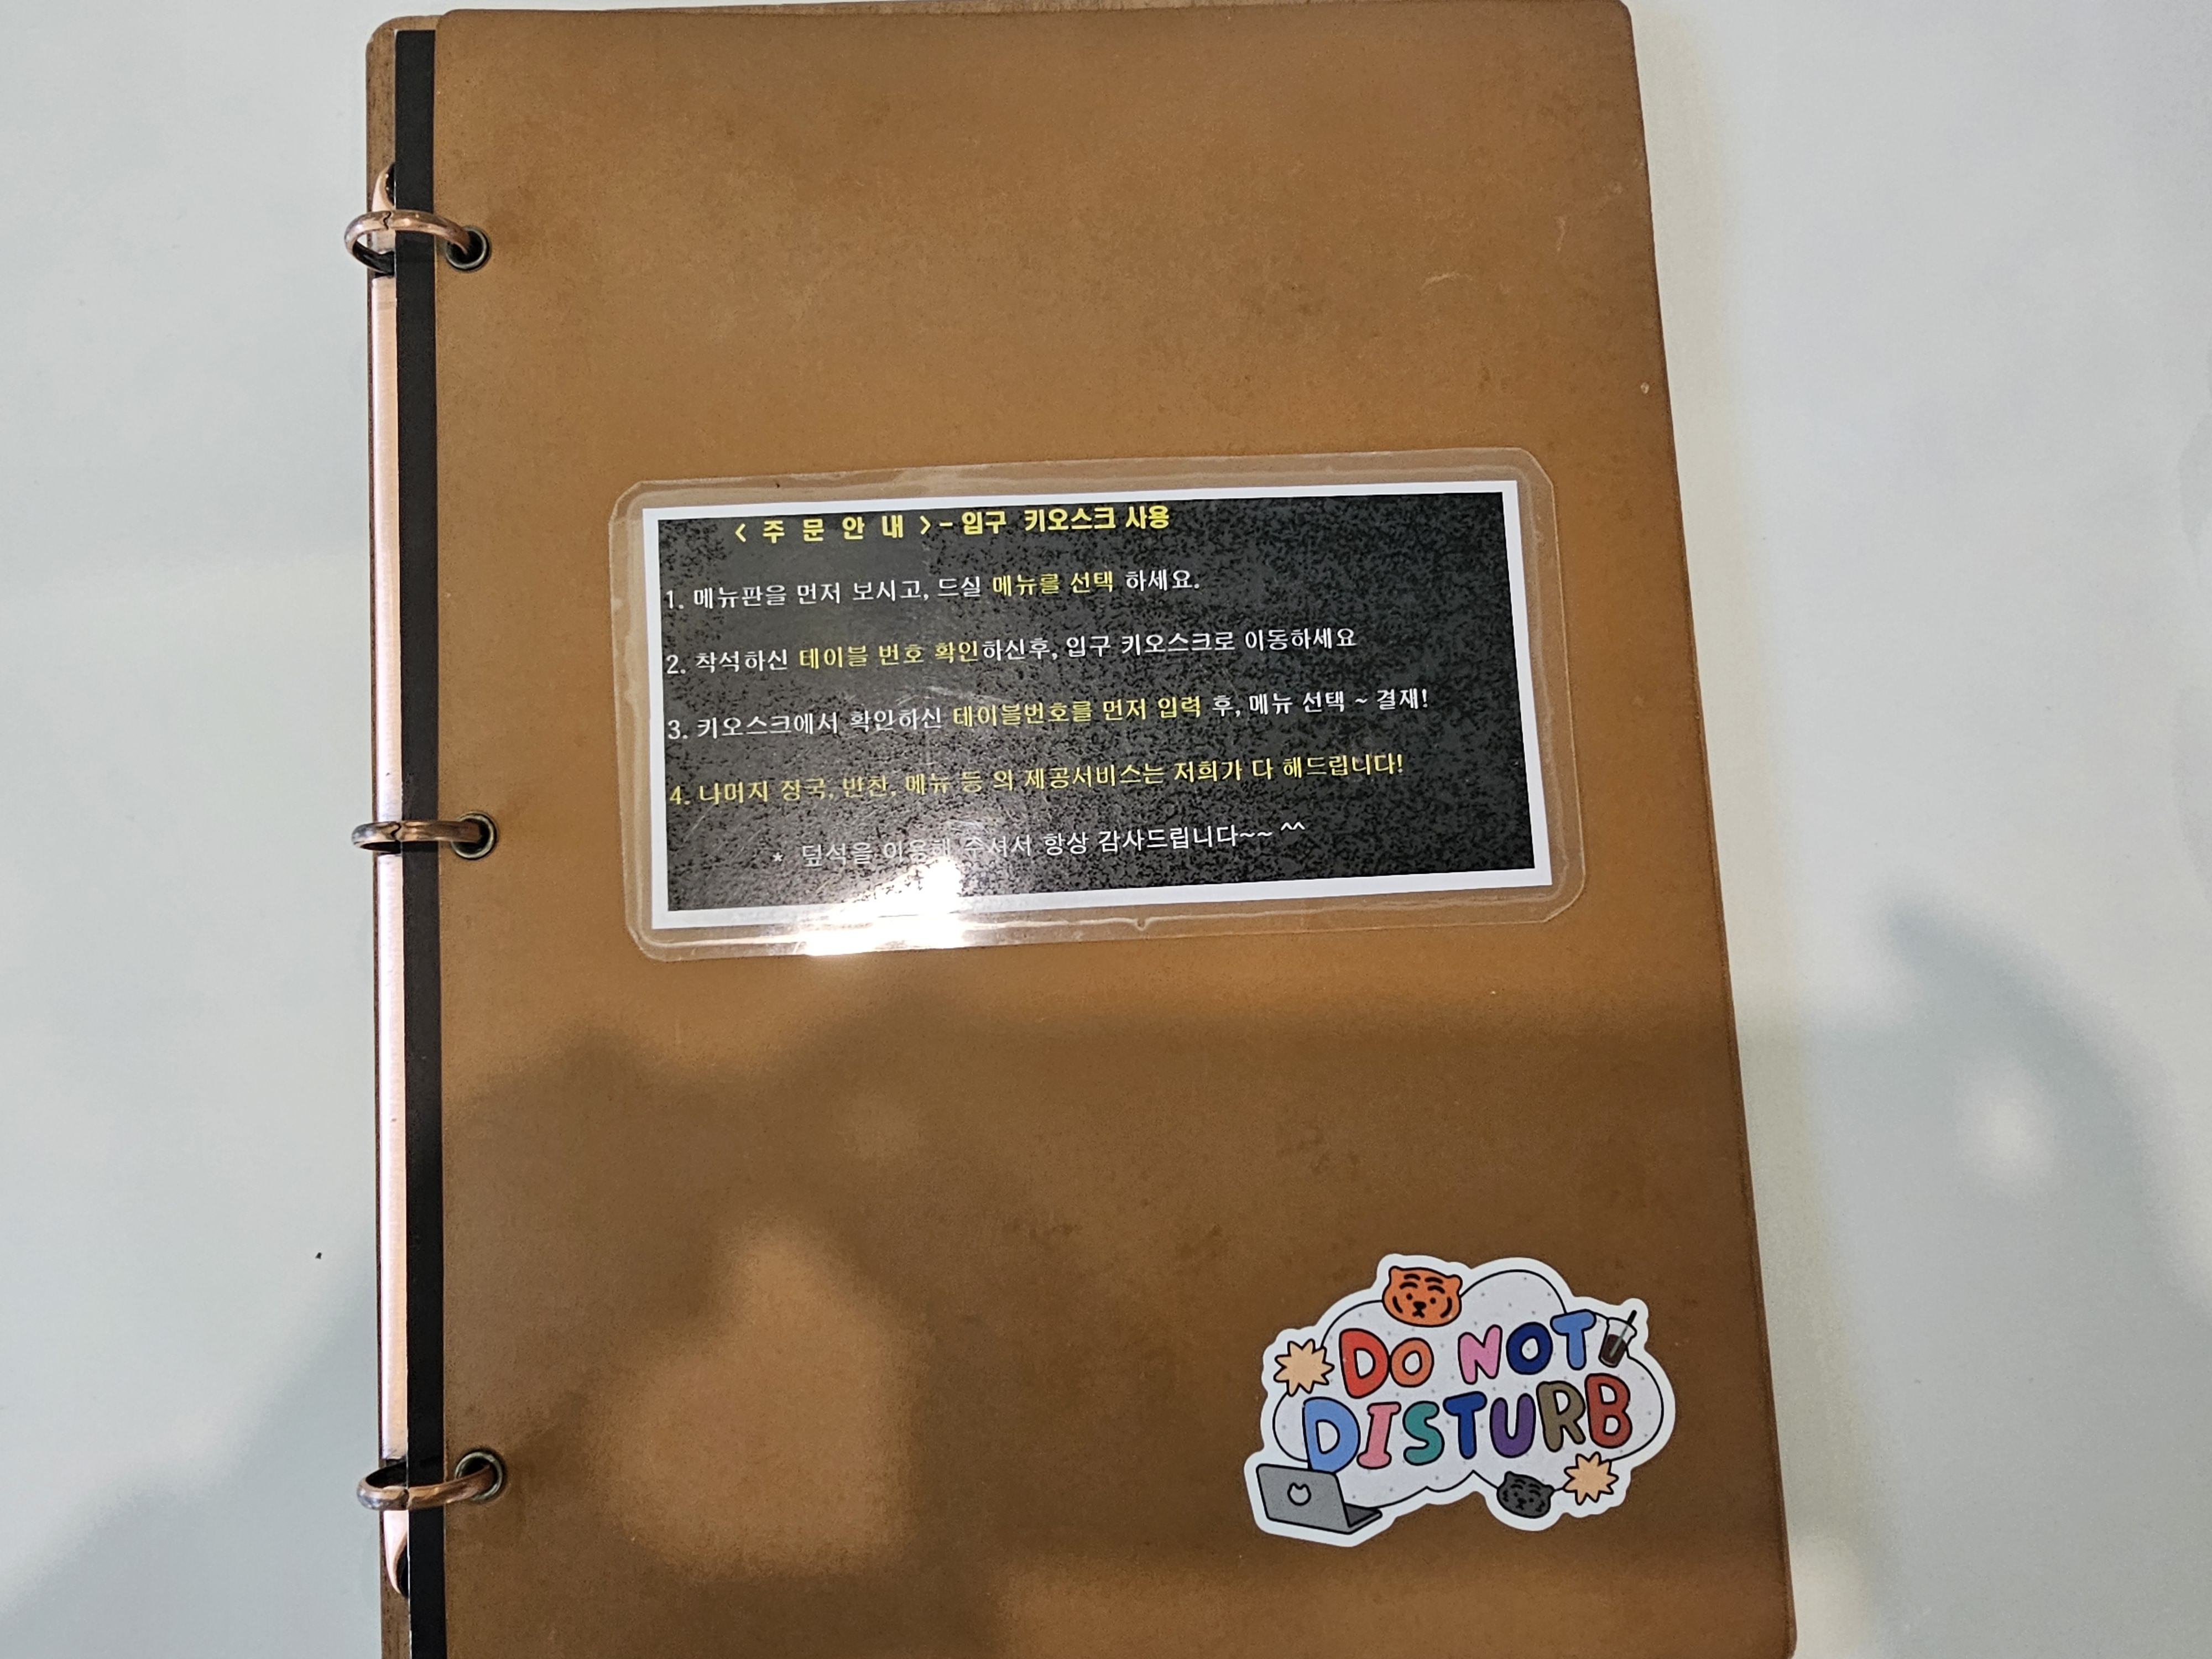 < 주 문 안 내 > - 입구 키오스크 사용
1. 메뉴판을 먼저 보시고, 드실 메뉴를 선택 하세요.
2. 착석하신 테이블 번호 확인하신후, 입구 키오스크로 이동하세요
3. 키오스크에서 확인하신 테이블번호를 먼저 입력 후, 메뉴 선택 ~ 결재!
4. 나머지 장국, 반찬, 메뉴 등 의 제공서비스는 저희가 다 해드립니다!
* 덮석을 이용해 주셔서 항상 감사드립니다~~ ^^
DO NOT
DISTURB